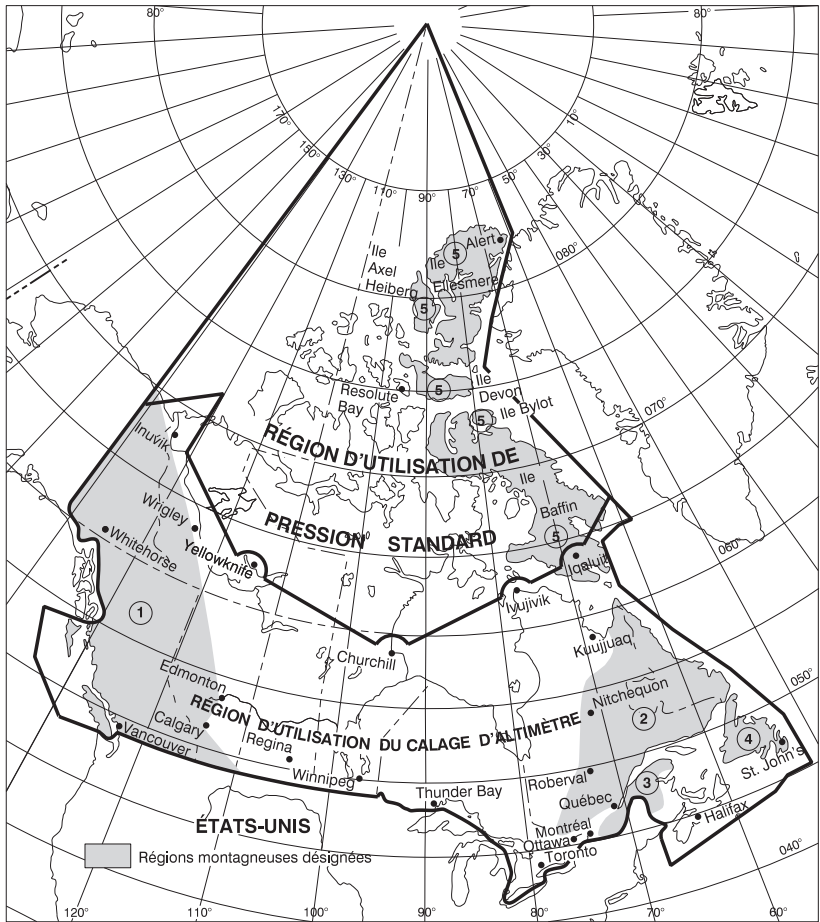 80°
80°
170°
150°
130°
110°
90°
70°
50°
30°
10°
080°
Ile
Axel
Heiberg
5
Ile
Ellesmere
5
Alert
Resolute
Bay
5
Ile
Devon
5
Ile Bylot
070°
Inuvik
RÉGION D'UTILISATION DE
PRESSION STANDARD
Ile
Baffin
5
Iqaluit
060°
Wrigley
Whitehorse
Yellowknife
Ivujivik
1
Churchill
Kuujjuaq
Edmonton
Nitchequon
050°
RÉGION D'UTILISATION DU CALAGE D'ALTIMÈTRE
2
Calgary
Vancouver
Regina
Winnipeg
4
St. John's
Thunder Bay
Roberval
3
Québec
Halifax
Montréal
Ottawa
Toronto
ÉTATS-UNIS
040°
Régions montagneuses désignées
120°
110°
100°
90°
80°
70°
60°